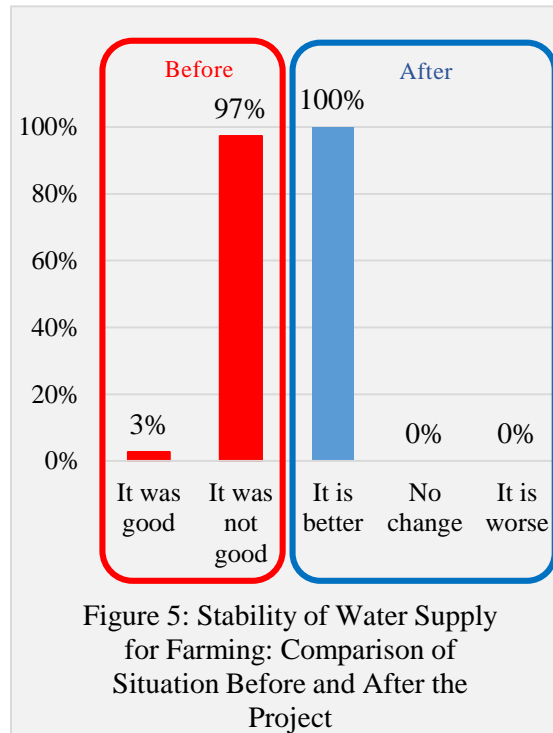 Before
After
97%
100%
100%
80%
60%
40%
20%
0%
3%
0%
0%
It was
good
It was
not
good
It is
better
No
change
It is
worse
Figure 5: Stability of Water Supply
for Farming: Comparison of
Situation Before and After the
Project